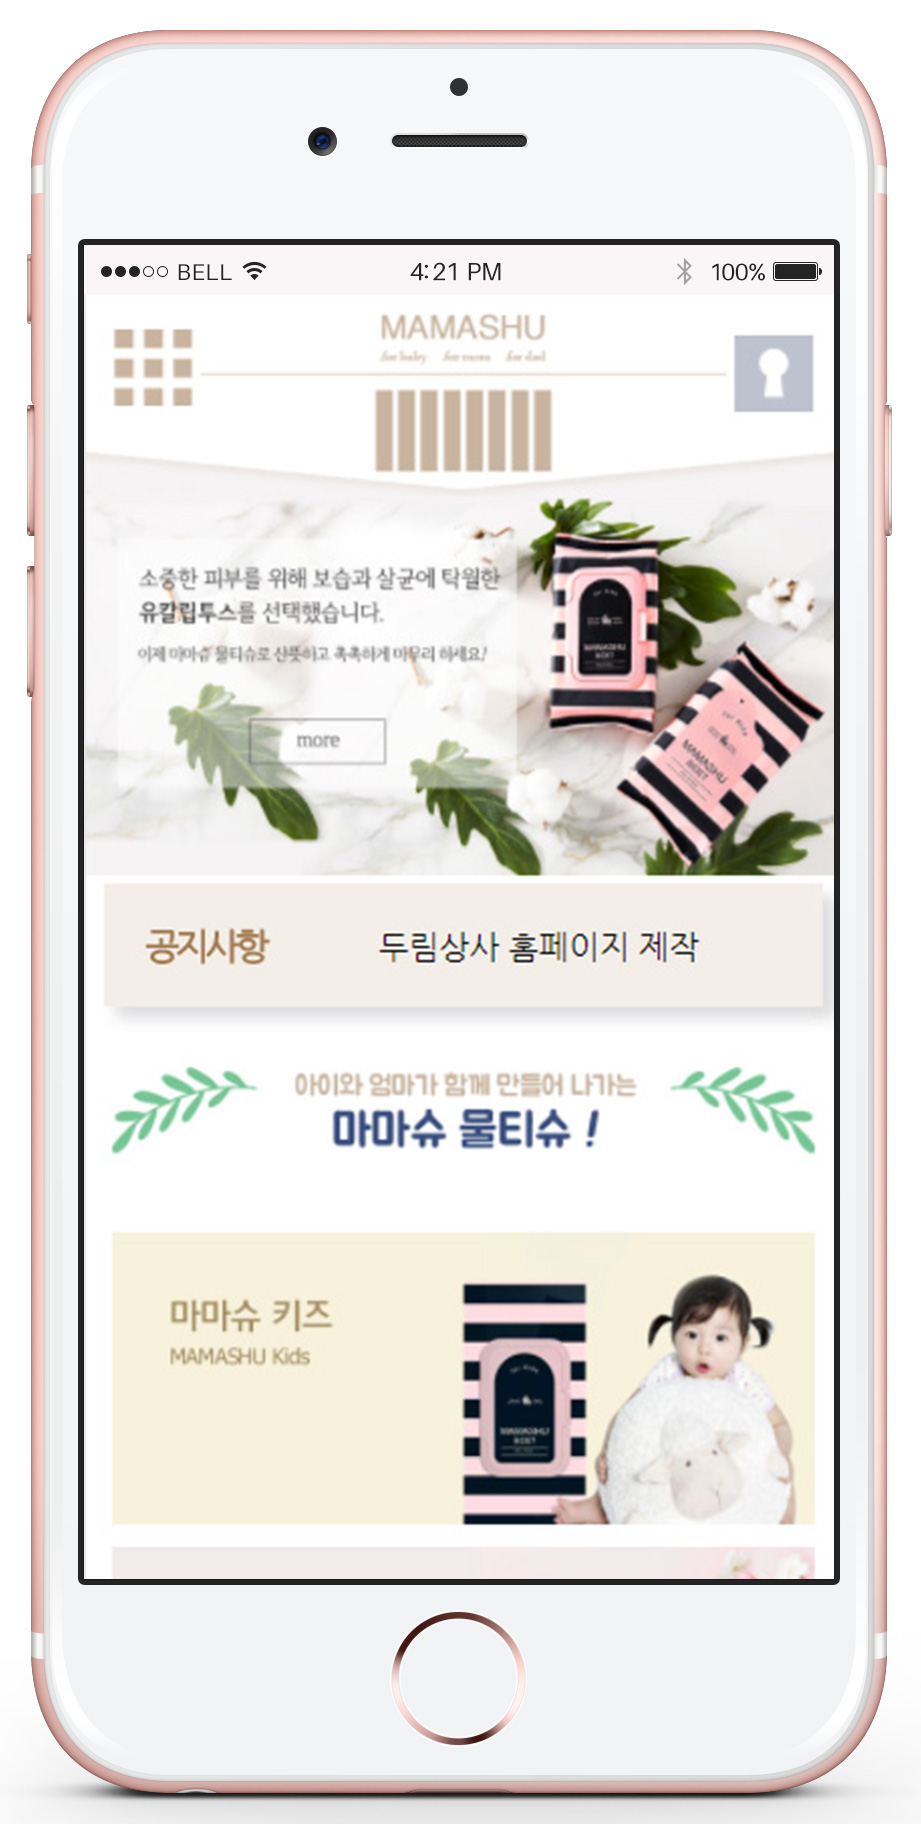 BELL
4:21 PM
100%
MAMASHU
for baby for mom for dad
소중한 피부를 위해 보습과 살균에 탁월한
유칼립투스를 선택했습니다.
이제 마마슈 물티슈로 산뜻하고 촉촉하게 마무리 하세요!
more
MAMASHU
MAMASHU
공지사항
두림상사 홈페이지 제작
아이와 엄마가 함께 만들어 나가는
마마슈 물티슈 !
마마슈 키즈
MAMASHU Kids
MAMASHU